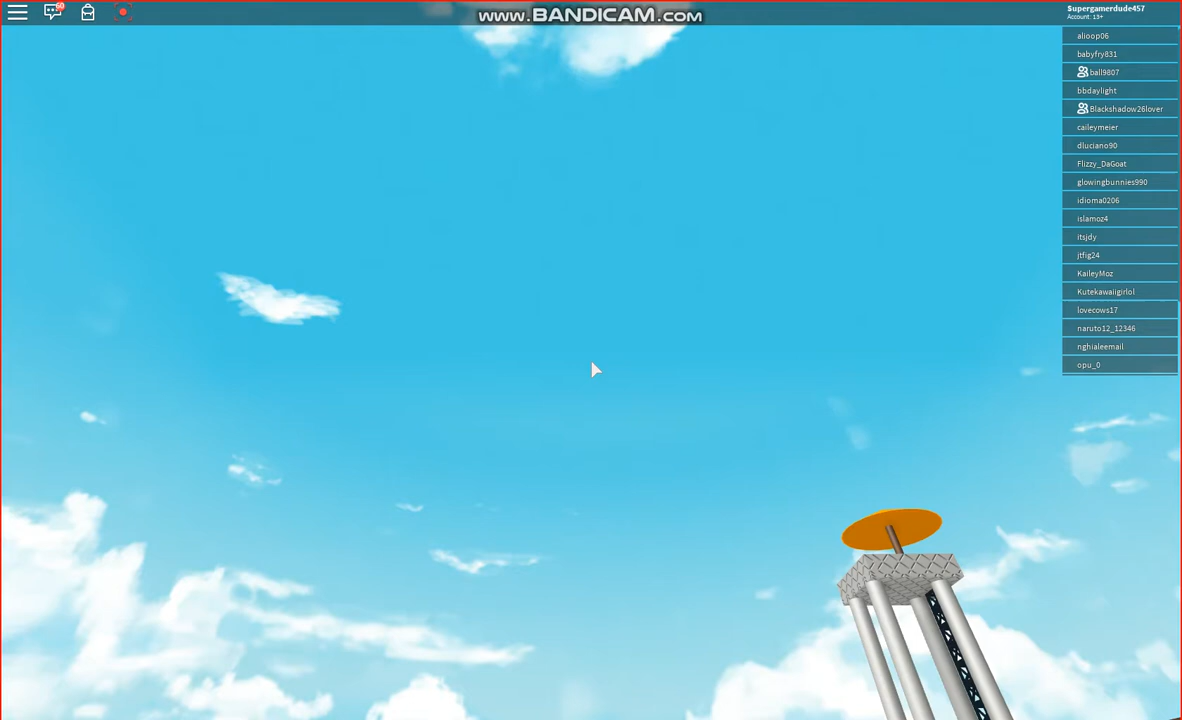 60
www.BANDICAM.com
Supergamerdude457
Account: 13+
alioop06
babyfry831
ball9807
bbdaylight
Blackshadow26lover
caileymeier
dluciano90
Flizzy_DaGoat
glowingbunnies990
idioma0206
islamoz4
itsjdy
jtfig24
KaileyMoz
Kutekawaiigirlol
lovecows17
naruto12_12346
nghialeemail
opu_0